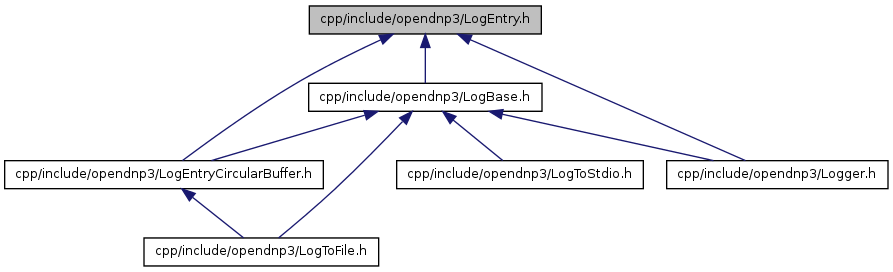 cpp/include/opendnp3/LogEntry.h
cpp/include/opendnp3/LogBase.h
cpp/include/opendnp3/LogEntryCircularBuffer.h
cpp/include/opendnp3/LogToStdio.h
cpp/include/opendnp3/Logger.h
cpp/include/opendnp3/LogToFile.h